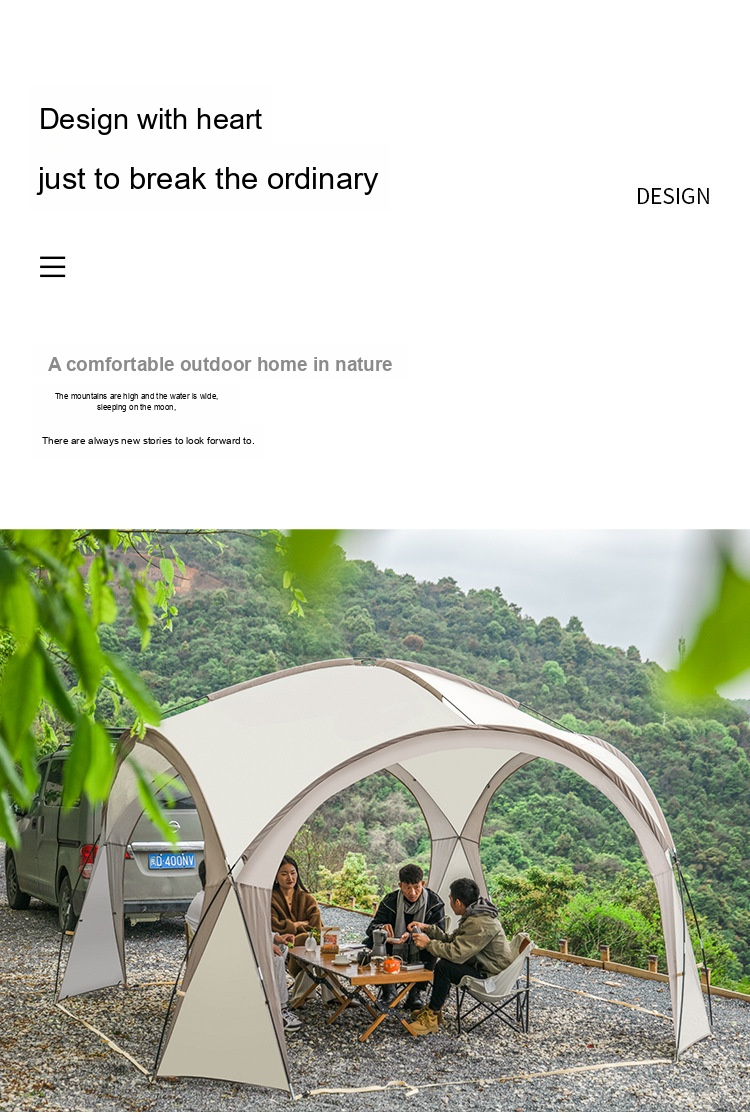 Design with heart
just to break the ordinary
DESIGN
A comfortable outdoor home in nature
The mountains are high and the water is wide,
sleeping on the moon,
There are always new stories to look forward to.
D·400NV